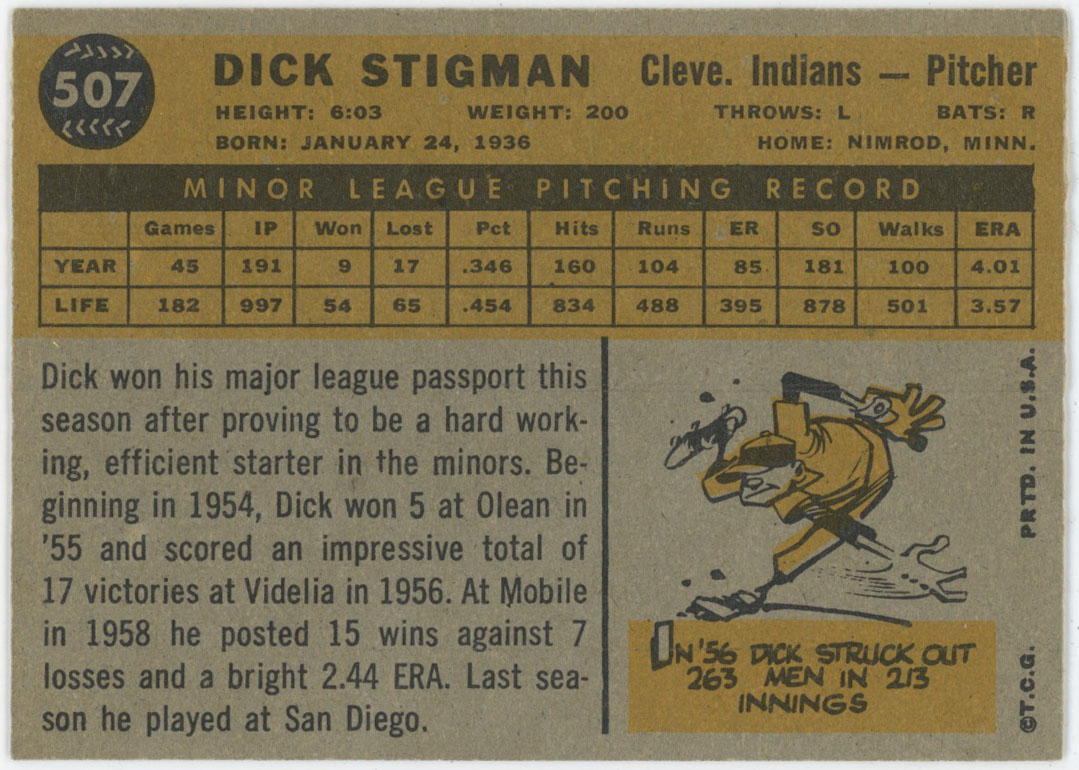 507
DICK STIGMAN Cleve. Indians — Pitcher
HEIGHT: 6:03 WEIGHT: 200 THROWS: L BATS: R
BORN: JANUARY 24, 1936 HOME: NIMROD, MINN.
MINOR LEAGUE PITCHING RECORD
Games IP Won Lost Pct Hits Runs ER SO Walks ERA
YEAR 45 191 9 17 .346 160 104 85 181 100 4.01
LIFE 182 997 54 65 .454 834 488 395 878 501 3.57
Dick won his major league passport this
season after proving to be a hard work-
ing, efficient starter in the minors. Be-
ginning in 1954, Dick won 5 at Olean in
'55 and scored an impressive total of
17 victories at Videlia in 1956. At Mobile
in 1958 he posted 15 wins against 7
losses and a bright 2.44 ERA. Last sea-
son he played at San Diego.
IN '56 DICK STRUCK OUT
263 MEN IN 213
INNINGS
©T.C.G. PRTD. IN U.S.A.